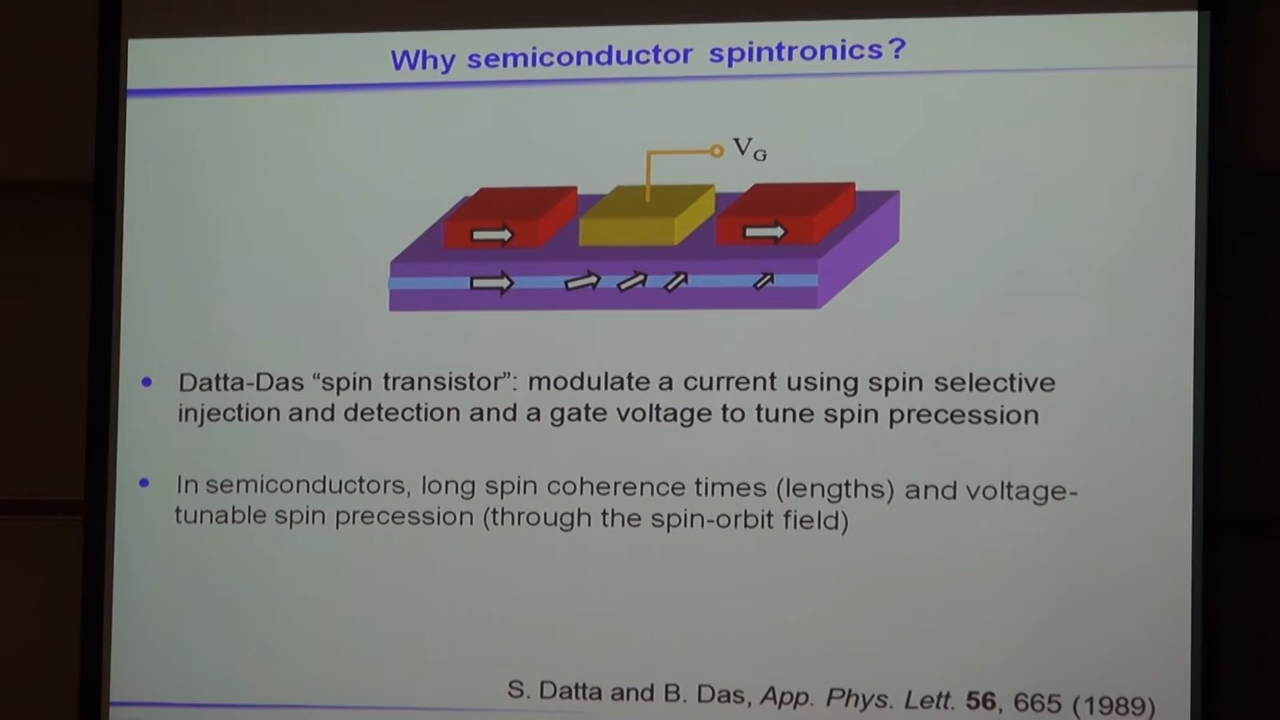 Why semiconductor spintronics?
VG
• Datta-Das “spin transistor”: modulate a current using spin selective
injection and detection and a gate voltage to tune spin precession
• In semiconductors, long spin coherence times (lengths) and voltage-
tunable spin precession (through the spin-orbit field)
S. Datta and B. Das, App. Phys. Lett. 56, 665 (1989)